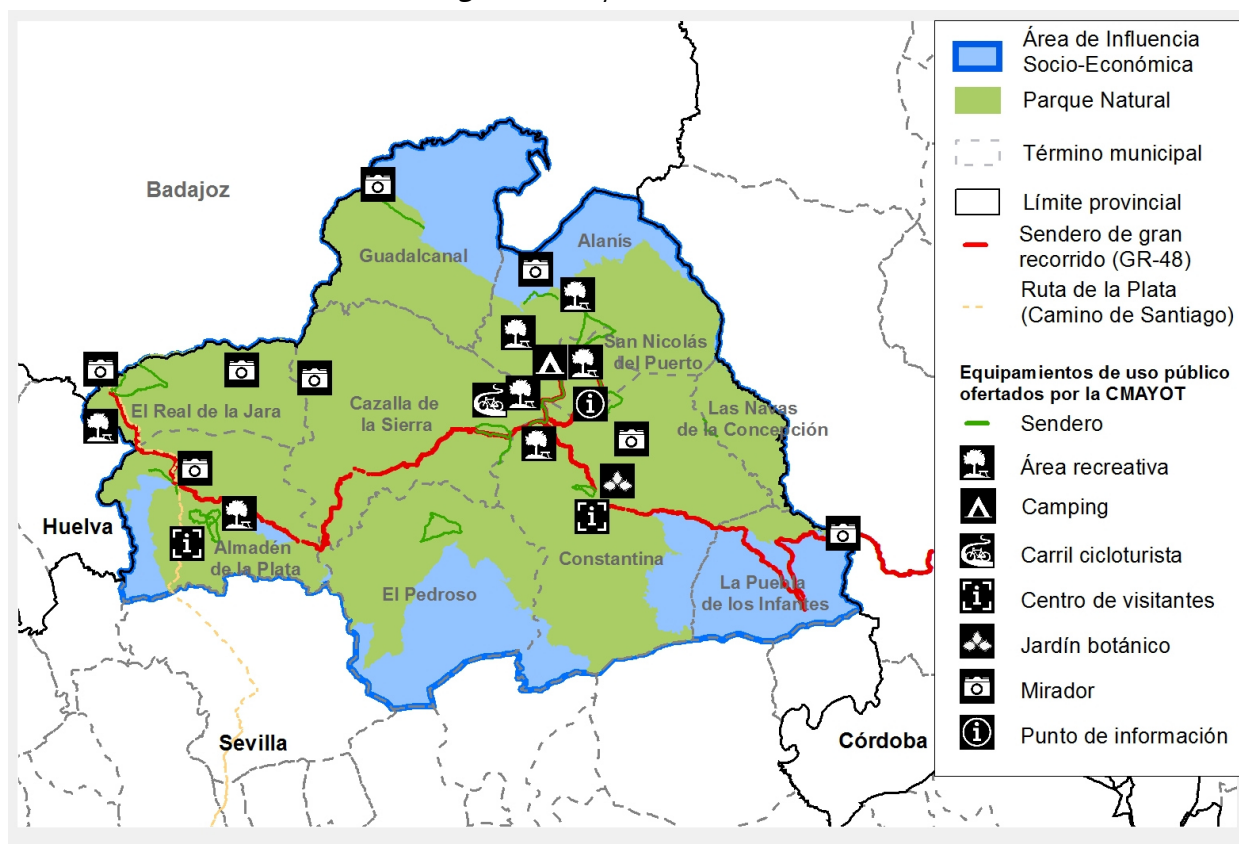 Badajoz
Guadalcanal
Alanís
San Nicolás
del Puerto
El Real de la Jara
Cazalla de
la Sierra
Las Navas
de la Concepción
Huelva
Almadén
de la Plata
Constantina
El Pedroso
La Puebla
de los Infantes
Sevilla
Córdoba
Área de Influencia
Socio-Económica
Parque Natural
Término municipal
Límite provincial
Sendero de gran
recorrido (GR-48)
Ruta de la Plata
(Camino de Santiago)
Equipamientos de uso público
ofertados por la CMAYOT
Sendero
Área recreativa
Camping
Carril cicloturista
Centro de visitantes
Jardín botánico
Mirador
Punto de información